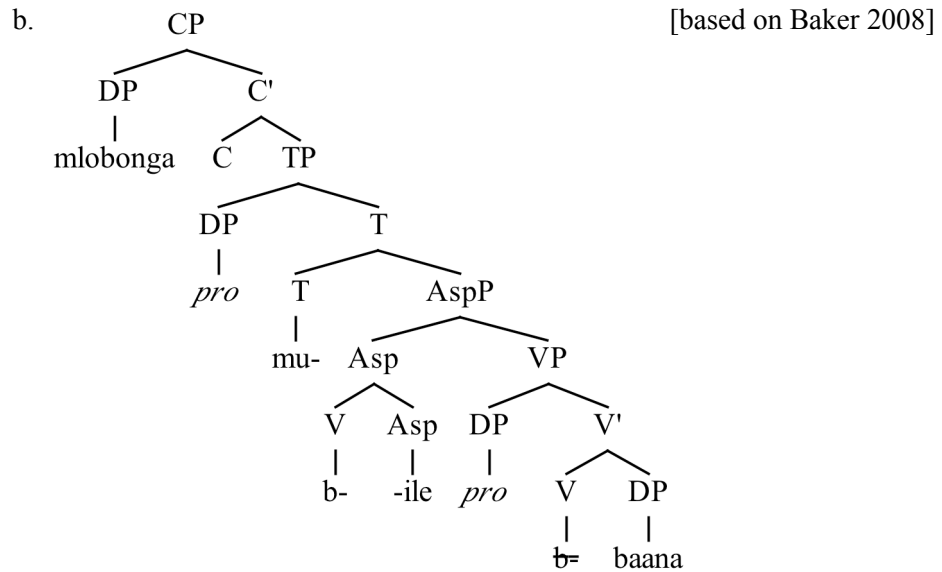 b. CP [based on Baker 2008]
DP C'
mlobonga C TP
DP T
pro T AspP
mu- Asp VP
V Asp DP V'
b- -ile pro V DP
b- baana